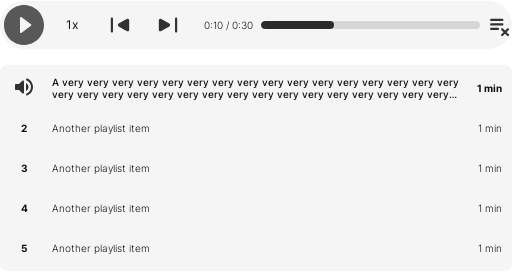 1x
0:10 / 0:30
A very very very very very very very very very very very very very very very very
very very very very very very very very very very very very very very very very...
1 min
2 Another playlist item 1 min
3 Another playlist item 1 min
4 Another playlist item 1 min
5 Another playlist item 1 min